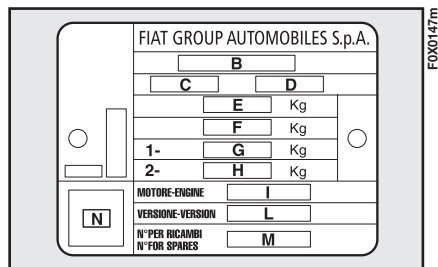 FIAT GROUP AUTOMOBILES S.p.A.
B
C D
E Kg
F Kg
1- G Kg
2- H Kg
MOTORE-ENGINE I
VERSIONE-VERSION L
N
N°PER RICAMBI
N°FOR SPARES M
F0X0147m